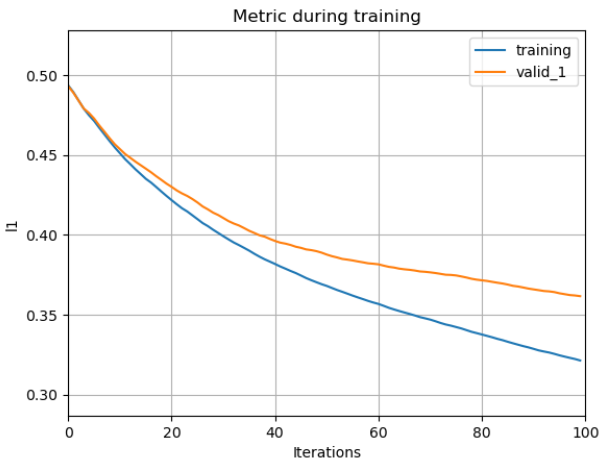 Metric during training
training
valid_1
0.50
0.45
0.40
0.35
0.30
l1
0 20 40 60 80 100
Iterations